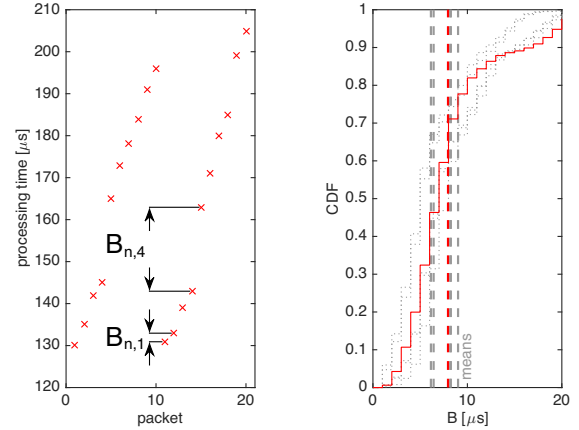 210
200
190
180
170
160
150
140
130
120
processing time [μs]
B_{n,4}
B_{n,1}
0 10 20
packet
1
0.9
0.8
0.7
0.6
0.5
0.4
0.3
0.2
0.1
0
CDF
means
0 10 20
B [μs]